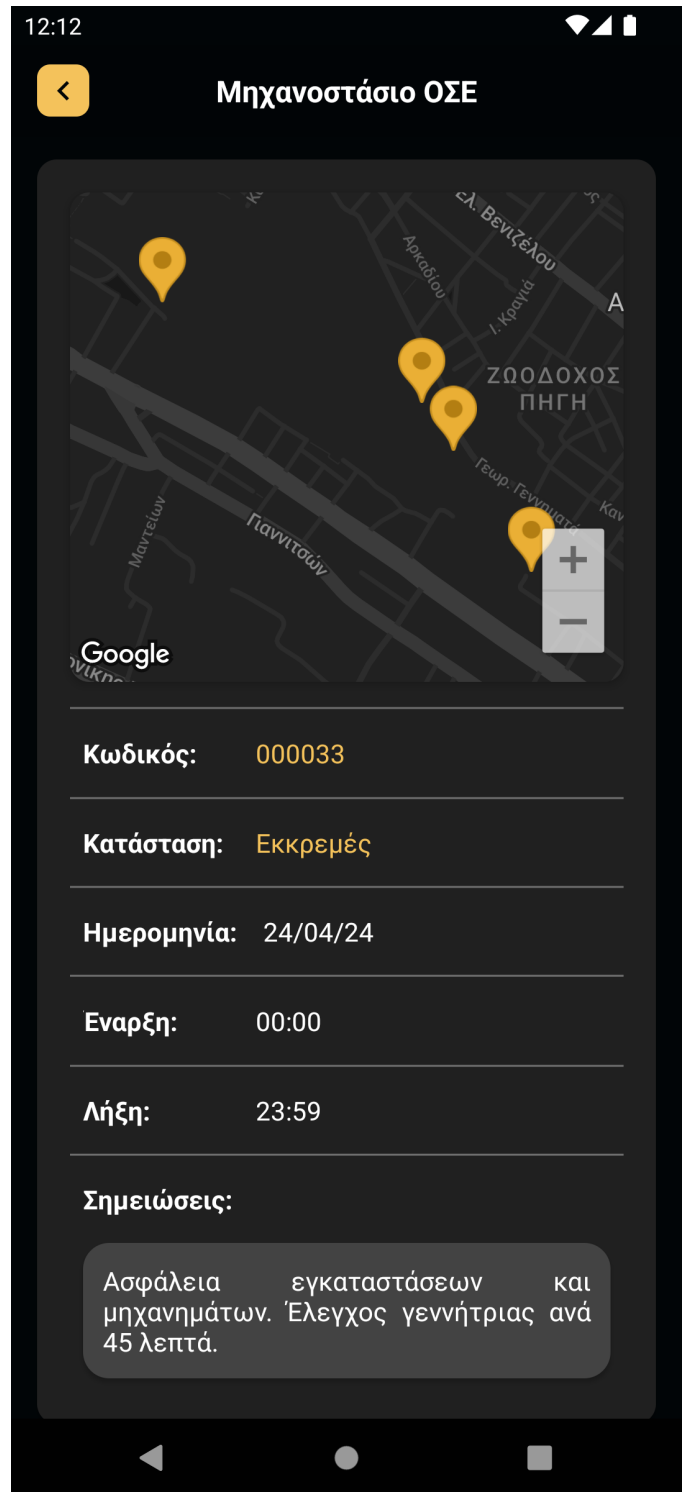 12:12
Μηχανοστάσιο ΟΣΕ
Ελ. Βενιζέλου
Αρκαδίου
Ι. Κραγιά
Α
ΖΩΟΔΟΧΟΣ
ΠΗΓΗ
Γεωρ. Γεννηματά
Καν
Μαντείων
Γιαννιτσών
+
−
Google
Κωδικός: 000033
Κατάσταση: Εκκρεμές
Ημερομηνία: 24/04/24
Έναρξη: 00:00
Λήξη: 23:59
Σημειώσεις:
Ασφάλεια εγκαταστάσεων και
μηχανημάτων. Έλεγχος γεννήτριας ανά
45 λεπτά.